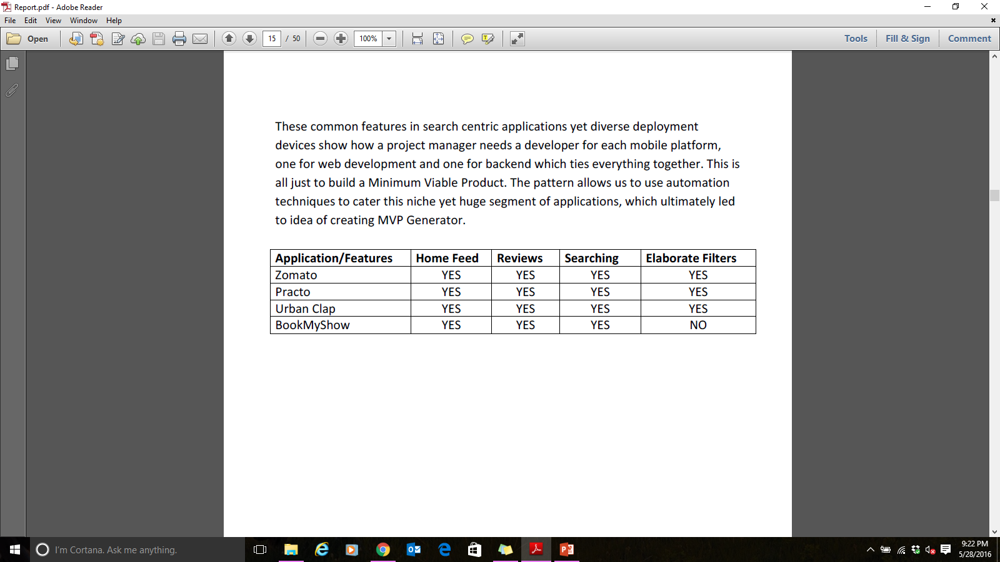 Report.pdf - Adobe Reader
File Edit View Window Help
Open 15 / 50 100% Tools Fill & Sign Comment
These common features in search centric applications yet diverse deployment
devices show how a project manager needs a developer for each mobile platform,
one for web development and one for backend which ties everything together. This is
all just to build a Minimum Viable Product. The pattern allows us to use automation
techniques to cater this niche yet huge segment of applications, which ultimately led
to idea of creating MVP Generator.
Application/Features Home Feed Reviews Searching Elaborate Filters
Zomato YES YES YES YES
Practo YES YES YES YES
Urban Clap YES YES YES YES
BookMyShow YES YES YES NO
I'm Cortana. Ask me anything.
9:22 PM
5/28/2016